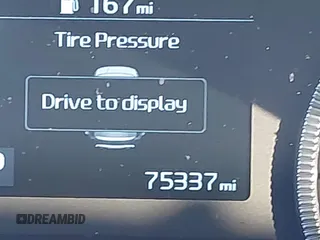 167mi
Tire Pressure
Drive to display
75337mi
DREAMBID